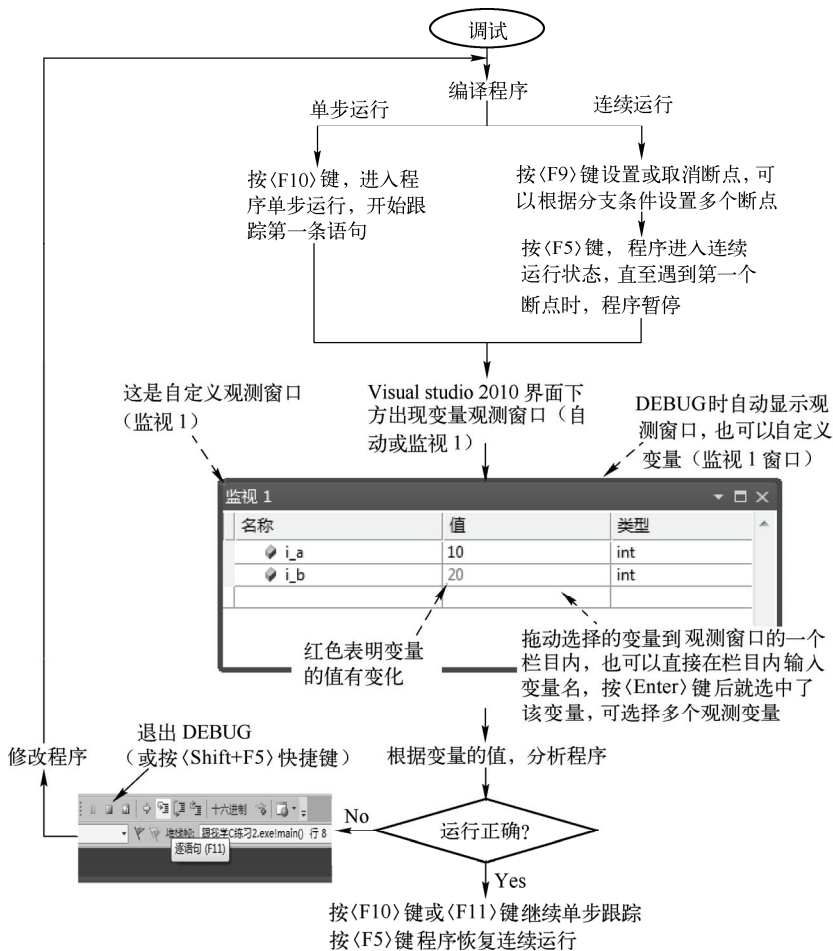 调试
编译程序
单步运行
连续运行
按〈F10〉键，进入程
序单步运行，开始跟
踪第一条语句
按〈F9〉键设置或取消断点，可
以根据分支条件设置多个断点
按〈F5〉键，程序进入连续
运行状态，直至遇到第一个
断点时，程序暂停
这是自定义观测窗口
（监视 1）
Visual studio 2010 界面下
方出现变量观测窗口（自
动或监视 1）
DEBUG时自动显示观
测窗口，也可以自定义
变量（监视 1 窗口）
监视 1
名称 值 类型
i_a 10 int
i_b 20 int
红色表明变量
的值有变化
拖动选择的变量到观测窗口的一个
栏目内，也可以直接在栏目内输入
变量名，按〈Enter〉键后就选中了
该变量，可选择多个观测变量
退出 DEBUG
（或按〈Shift+F5〉快捷键）
修改程序
根据变量的值，分析程序
十六进制
堆栈帧: 跟我学C练习2.exe!main() 行 8
逐语句 (F11)
No
运行正确?
Yes
按〈F10〉键或〈F11〉键继续单步跟踪
按〈F5〉键程序恢复连续运行